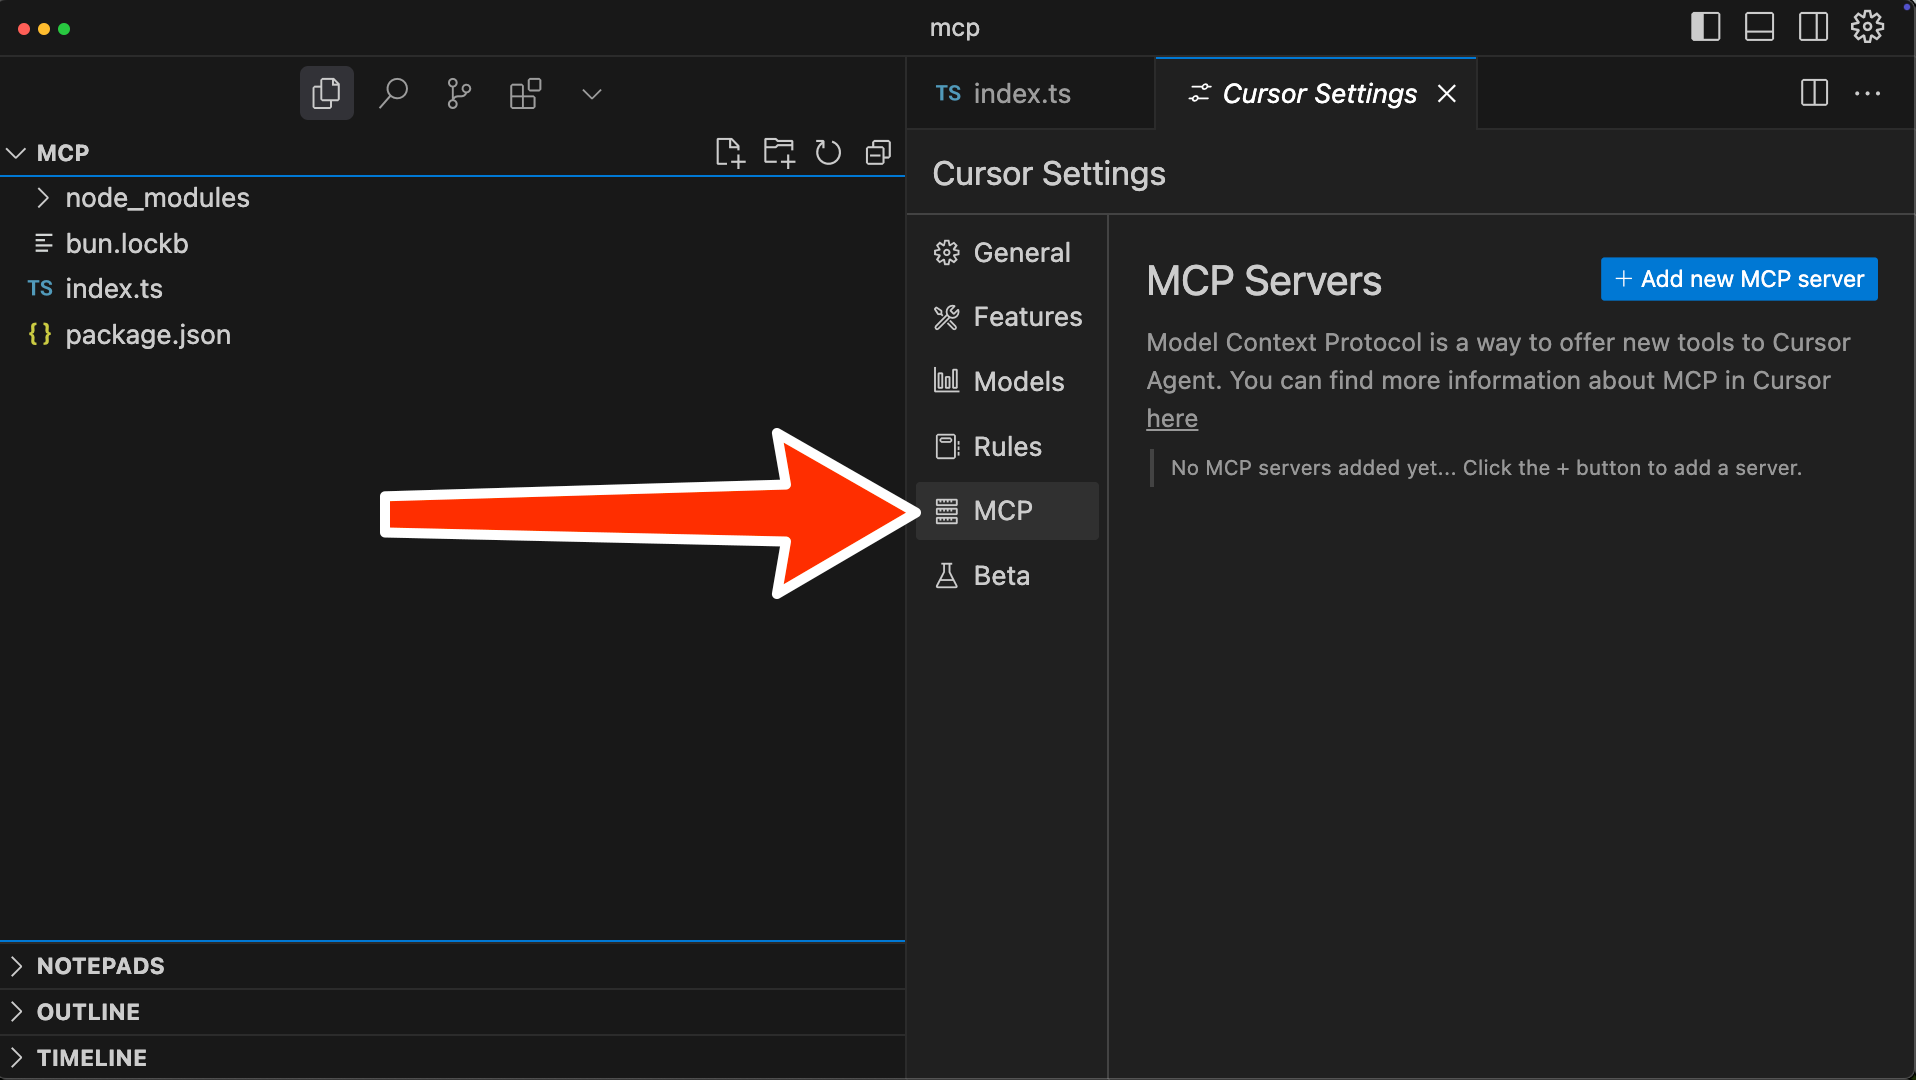 mcp
MCP
node_modules
bun.lockb
TS index.ts
{} package.json
NOTEPADS
OUTLINE
TIMELINE
TS index.ts
Cursor Settings
Cursor Settings
General
Features
Models
Rules
MCP
Beta
MCP Servers
+ Add new MCP server
Model Context Protocol is a way to offer new tools to Cursor
Agent. You can find more information about MCP in Cursor
here
No MCP servers added yet... Click the + button to add a server.